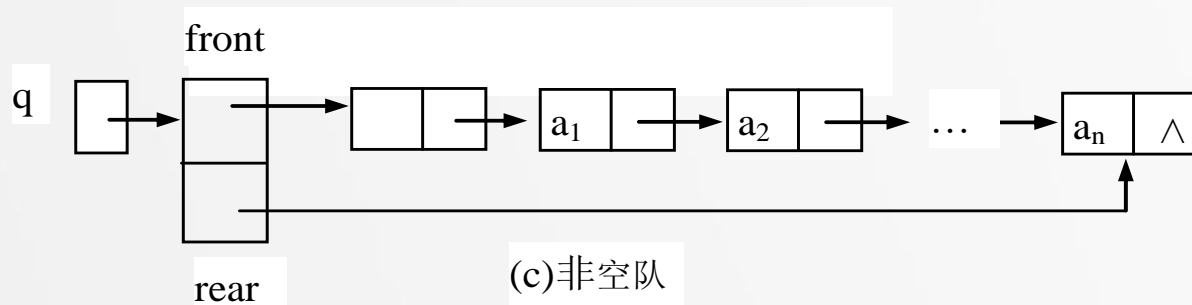 front
q
a₁ a₂ … aₙ ∧
(c)非空队
rear